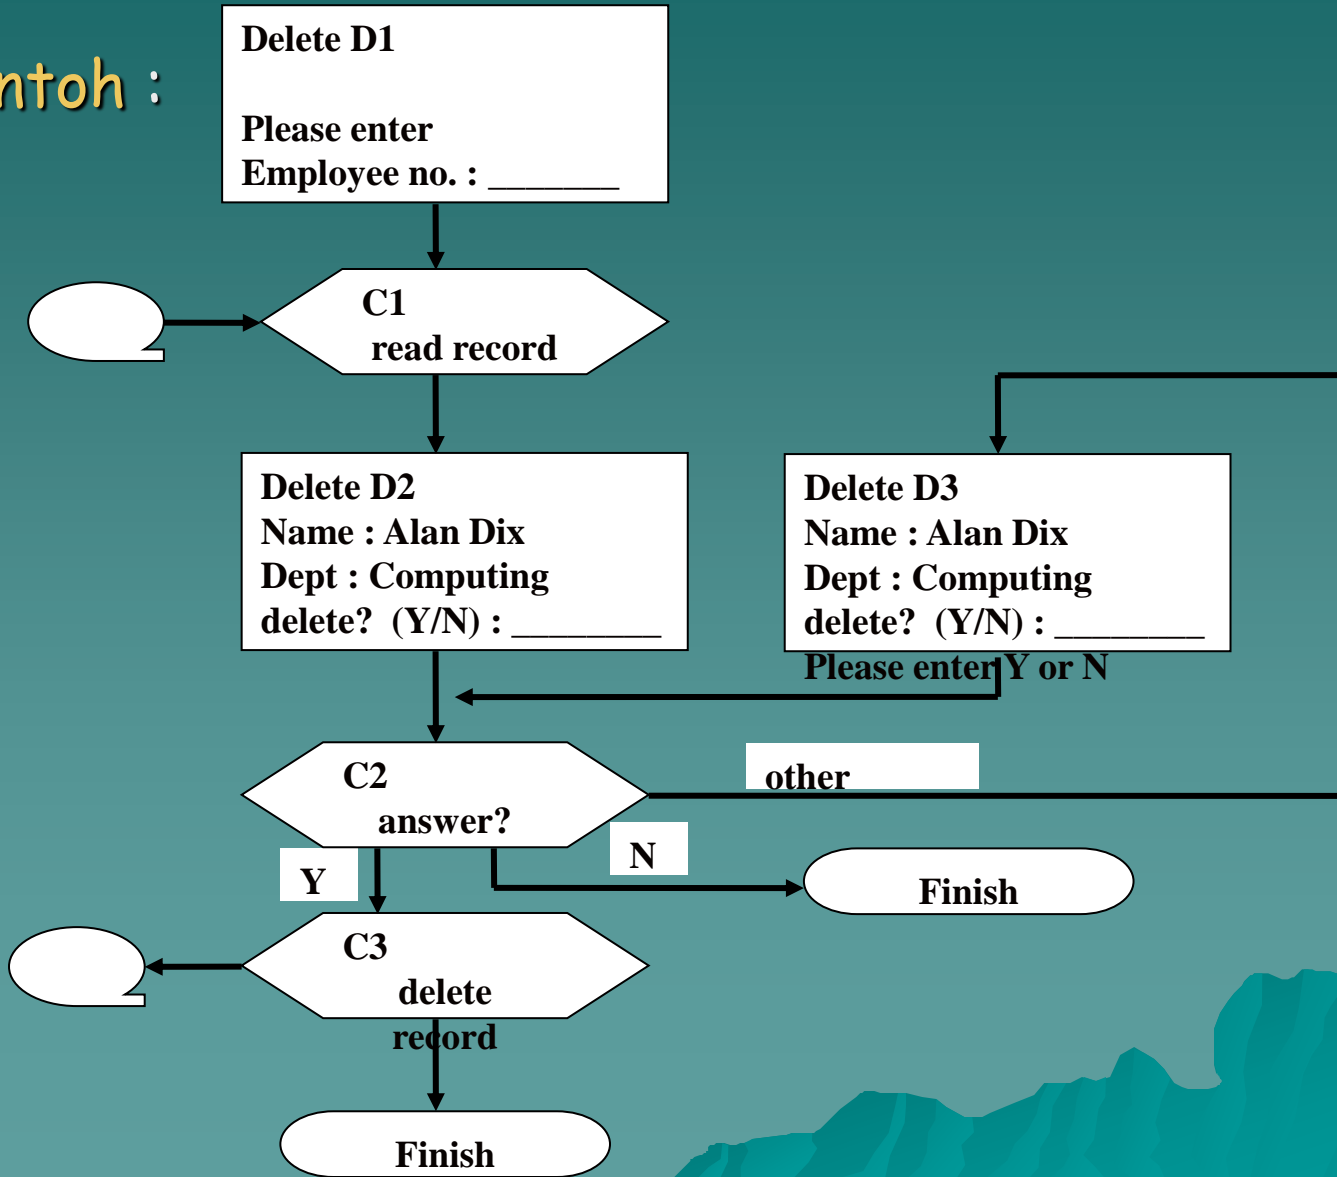 ntoh :
Delete D1
Please enter
Employee no. : _______
C1
read record
Delete D2
Name : Alan Dix
Dept : Computing
delete? (Y/N) : ________
Delete D3
Name : Alan Dix
Dept : Computing
delete? (Y/N) : ________
Please enter Y or N
C2
answer?
other
Y
N
Finish
C3
delete
record
Finish